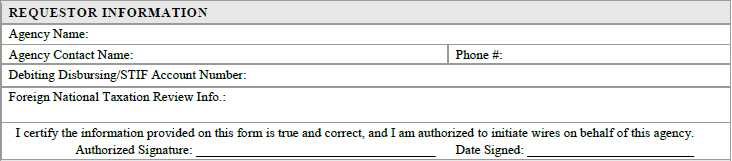 REQUESTOR INFORMATION
Agency Name:
Agency Contact Name: Phone #:
Debiting Disbursing/STIF Account Number:
Foreign National Taxation Review Info.:
I certify the information provided on this form is true and correct, and I am authorized to initiate wires on behalf of this agency.
Authorized Signature: Date Signed: